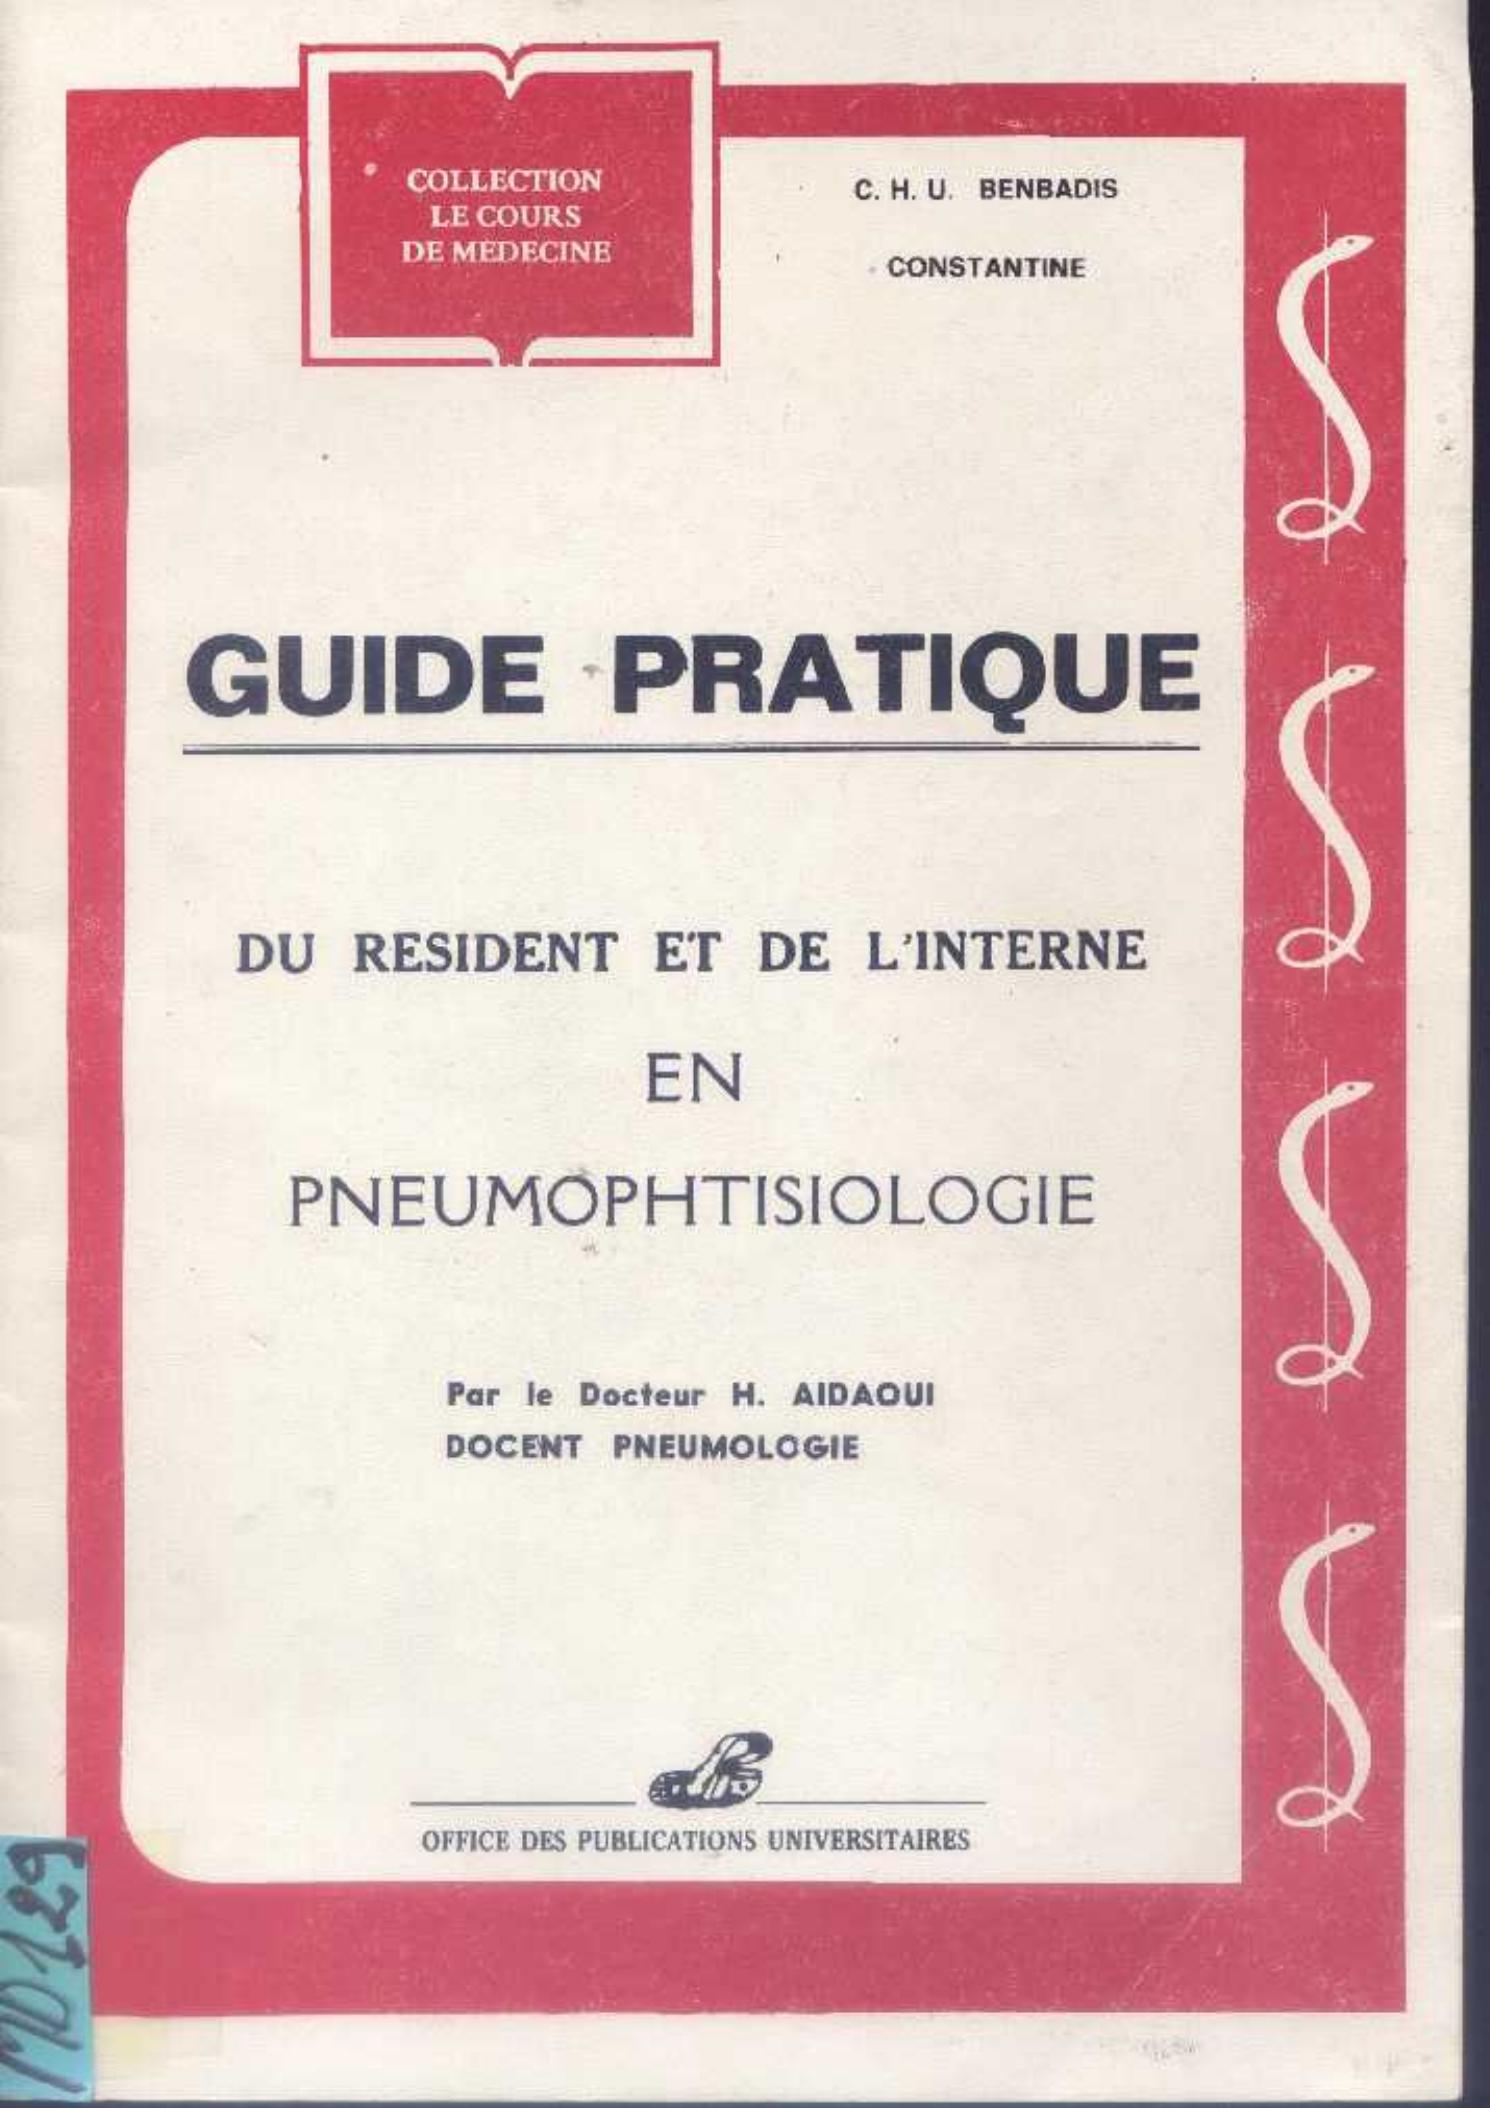 COLLECTION
LE COURS
DE MEDECINE
C. H. U. BENBADIS
CONSTANTINE
GUIDE PRATIQUE
DU RESIDENT ET DE L'INTERNE
EN
PNEUMOPHTISIOLOGIE
Par le Docteur H. AIDAOUI
DOCENT PNEUMOLOGIE
OFFICE DES PUBLICATIONS UNIVERSITAIRES
MD129